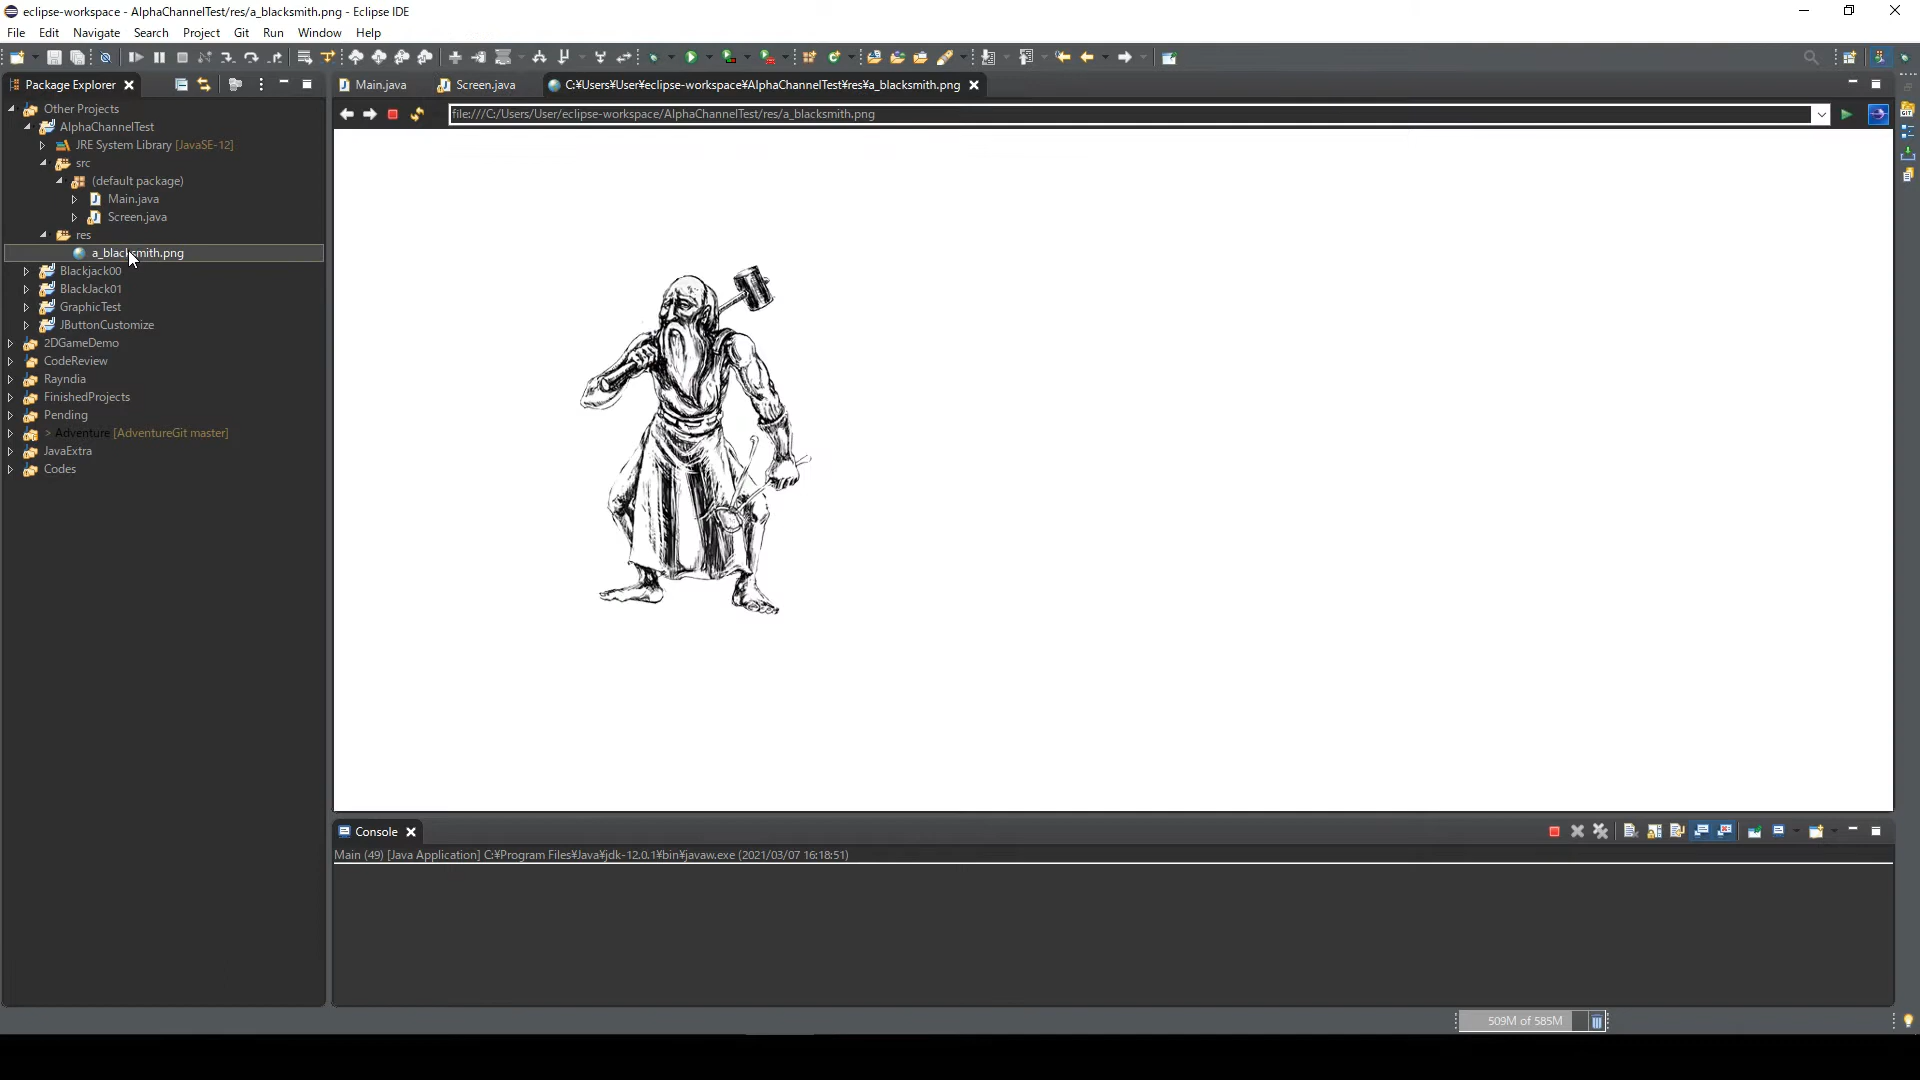 eclipse-workspace - AlphaChannelTest/res/a_blacksmith.png - Eclipse IDE
File Edit Navigate Search Project Git Run Window Help
Package Explorer
Main.java
Screen.java
C:¥Users¥User¥eclipse-workspace¥AlphaChannelTest¥res¥a_blacksmith.png
file:///C:/Users/User/eclipse-workspace/AlphaChannelTest/res/a_blacksmith.png
Other Projects
AlphaChannelTest
JRE System Library [JavaSE-12]
src
(default package)
Main.java
Screen.java
res
a_blacksmith.png
Blackjack00
BlackJack01
GraphicTest
JButtonCustomize
2DGameDemo
CodeReview
Rayndia
FinishedProjects
Pending
> Adventure [AdventureGit master]
JavaExtra
Codes
Console
Main (49) [Java Application] C:¥Program Files¥Java¥jdk-12.0.1¥bin¥javaw.exe (2021/03/07 16:18:51)
509M of 585M